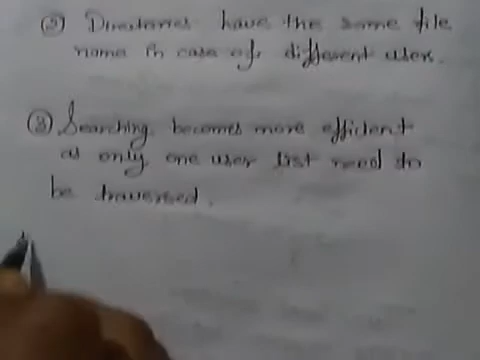 ② Directories have the same file
name in case of different user.
③ Searching becomes more efficient
as only one user list need to
be traversed.